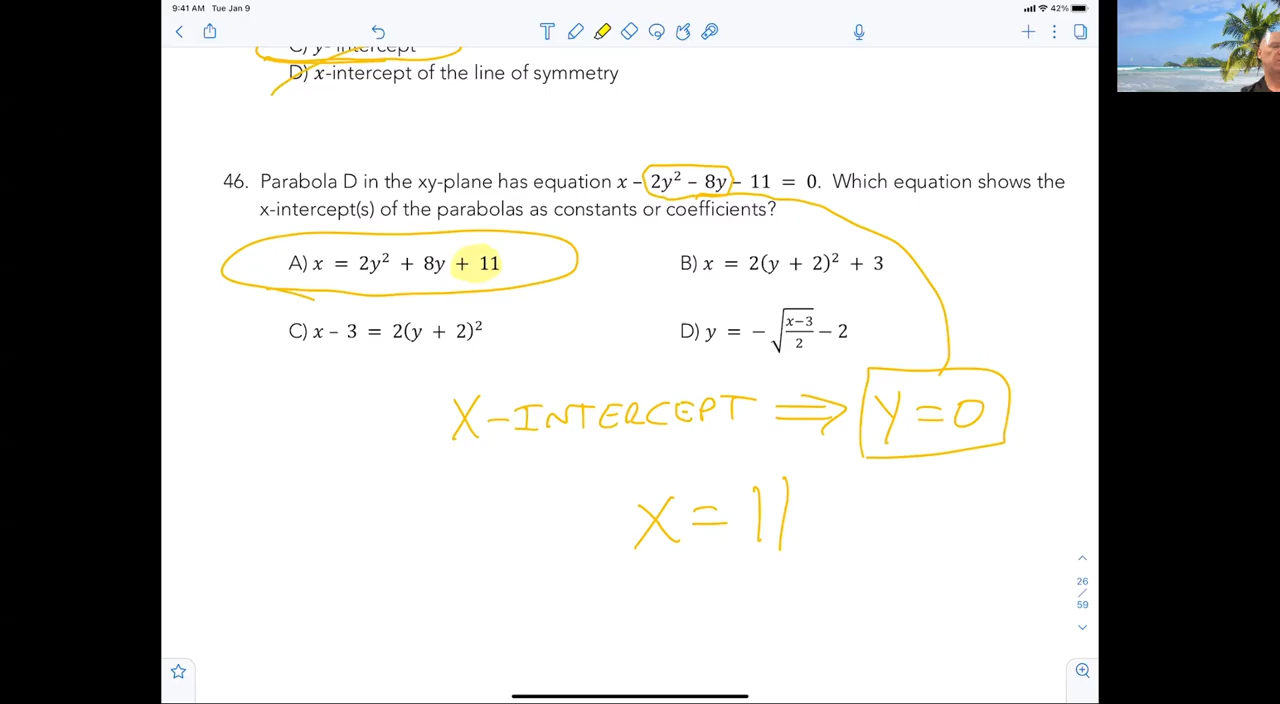 9:41 AM Tue Jan 9
42%
C) y- intercept
D) x-intercept of the line of symmetry
46. Parabola D in the xy-plane has equation x – 2y² – 8y – 11 = 0. Which equation shows the
x-intercept(s) of the parabolas as constants or coefficients?
A) x = 2y² + 8y + 11
B) x = 2(y + 2)² + 3
C) x – 3 = 2(y + 2)²
D) y = – √((x–3)/2) – 2
X-INTERCEPT ⟹ y=0
x = 11
26
/
59